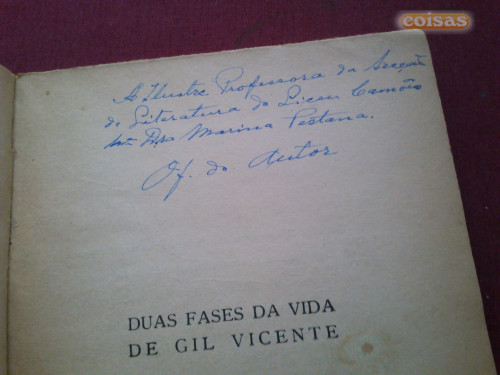 coisas
A Ilustre Professora da Secção
de Literatura do Liceu Camões
Dra Marina Pestana.
Of. do Autor
DUAS FASES DA VIDA
DE GIL VICENTE